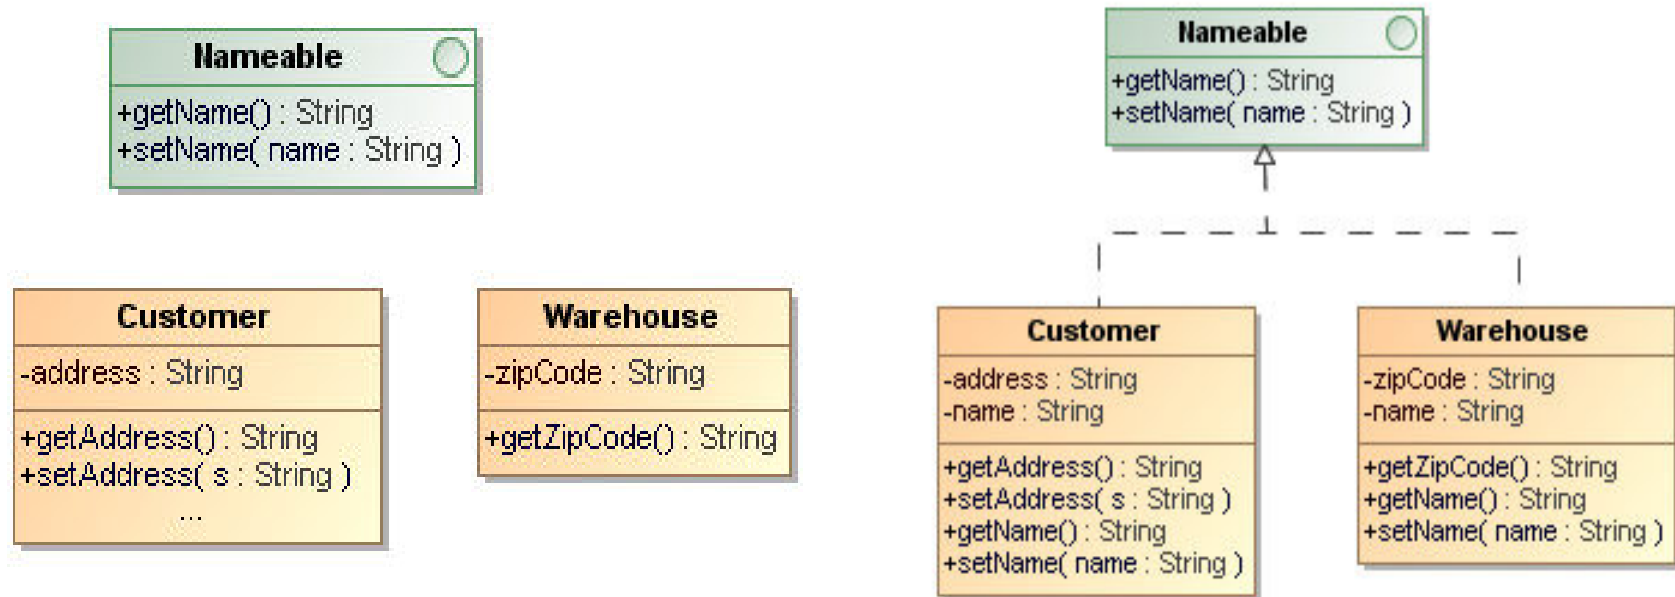 Nameable
+getName() : String
+setName( name : String )
Customer
-address : String
+getAddress() : String
+setAddress( s : String )
...
Warehouse
-zipCode : String
+getZipCode() : String
Nameable
+getName() : String
+setName( name : String )
Customer
-address : String
-name : String
+getAddress() : String
+setAddress( s : String )
+getName() : String
+setName( name : String )
Warehouse
-zipCode : String
-name : String
+getZipCode() : String
+getName() : String
+setName( name : String )